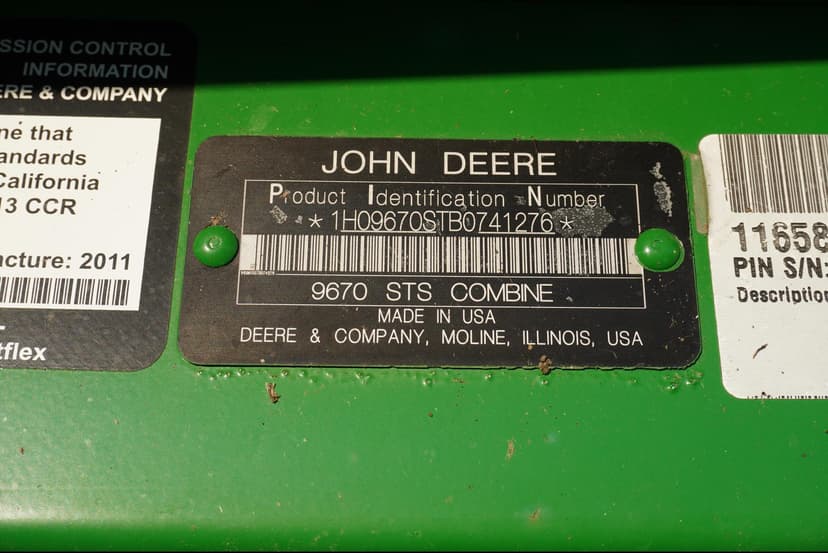 SSION CONTROL
INFORMATION
ERE & COMPANY
ne that
andards
California
13 CCR
cture: 2011
tflex
JOHN DEERE
Product Identification Number
*1H09670STB0741276*
9670 STS COMBINE
MADE IN USA
DEERE & COMPANY, MOLINE, ILLINOIS, USA
11658
PIN S/N:
Description